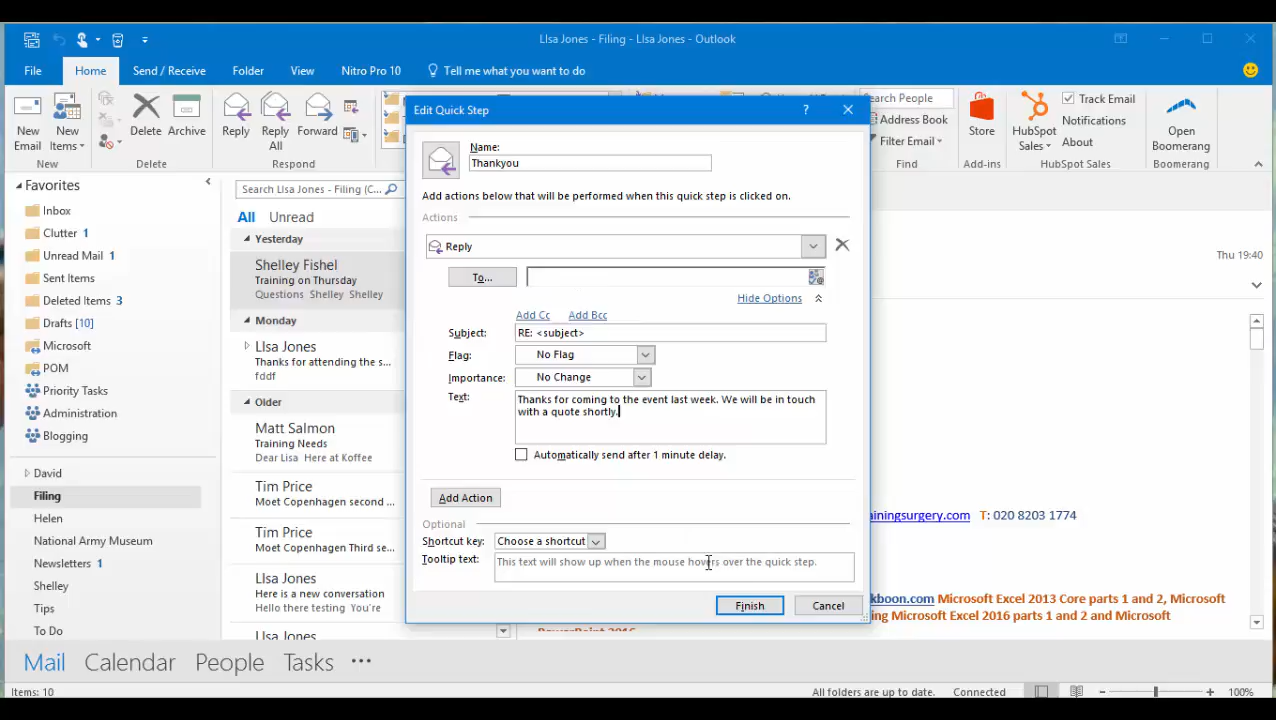 LIsa Jones - Filing - LIsa Jones - Outlook
File Home Send / Receive Folder View Nitro Pro 10 Tell me what you want to do
New Email
New Items
Delete
Archive
Reply
Reply All
Forward
New Delete Respond
Search People
Address Book
Filter Email
Find
Store
Add-ins
HubSpot Sales
Track Email
Notifications
About
HubSpot Sales
Open Boomerang
Boomerang
Favorites
Inbox
Clutter 1
Unread Mail 1
Sent Items
Deleted Items 3
Drafts [10]
Microsoft
POM
Priority Tasks
Administration
Blogging
David
Filing
Helen
National Army Museum
Newsletters 1
Shelley
Tips
To Do
Search LIsa Jones - Filing (C...
All Unread
Yesterday
Shelley Fishel
Training on Thursday
Questions Shelley Shelley
Monday
LIsa Jones
Thanks for attending the s
fddf
Older
Matt Salmon
Training Needs
Dear Lisa Here at Koffee
Tim Price
Moet Copenhagen second
Tim Price
Moet Copenhagen Third se
LIsa Jones
Here is a new conversation
Hello there testing You're
LIsa Jones
Edit Quick Step
?
Name:
Thankyou
Add actions below that will be performed when this quick step is clicked on.
Actions
Reply
To...
Hide Options
Add Cc Add Bcc
Subject: RE: <subject>
Flag: No Flag
Importance: No Change
Text: Thanks for coming to the event last week. We will be in touch
with a quote shortly.
Automatically send after 1 minute delay.
Add Action
Optional
Shortcut key: Choose a shortcut
Tooltip text: This text will show up when the mouse hovers over the quick step.
Finish Cancel
Thu 19:40
ainingsurgery.com T: 020 8203 1774
kboon.com Microsoft Excel 2013 Core parts 1 and 2, Microsoft
ing Microsoft Excel 2016 parts 1 and 2 and Microsoft
PowerPoint 2016
Mail Calendar People Tasks •••
Items: 10 All folders are up to date. Connected 100%